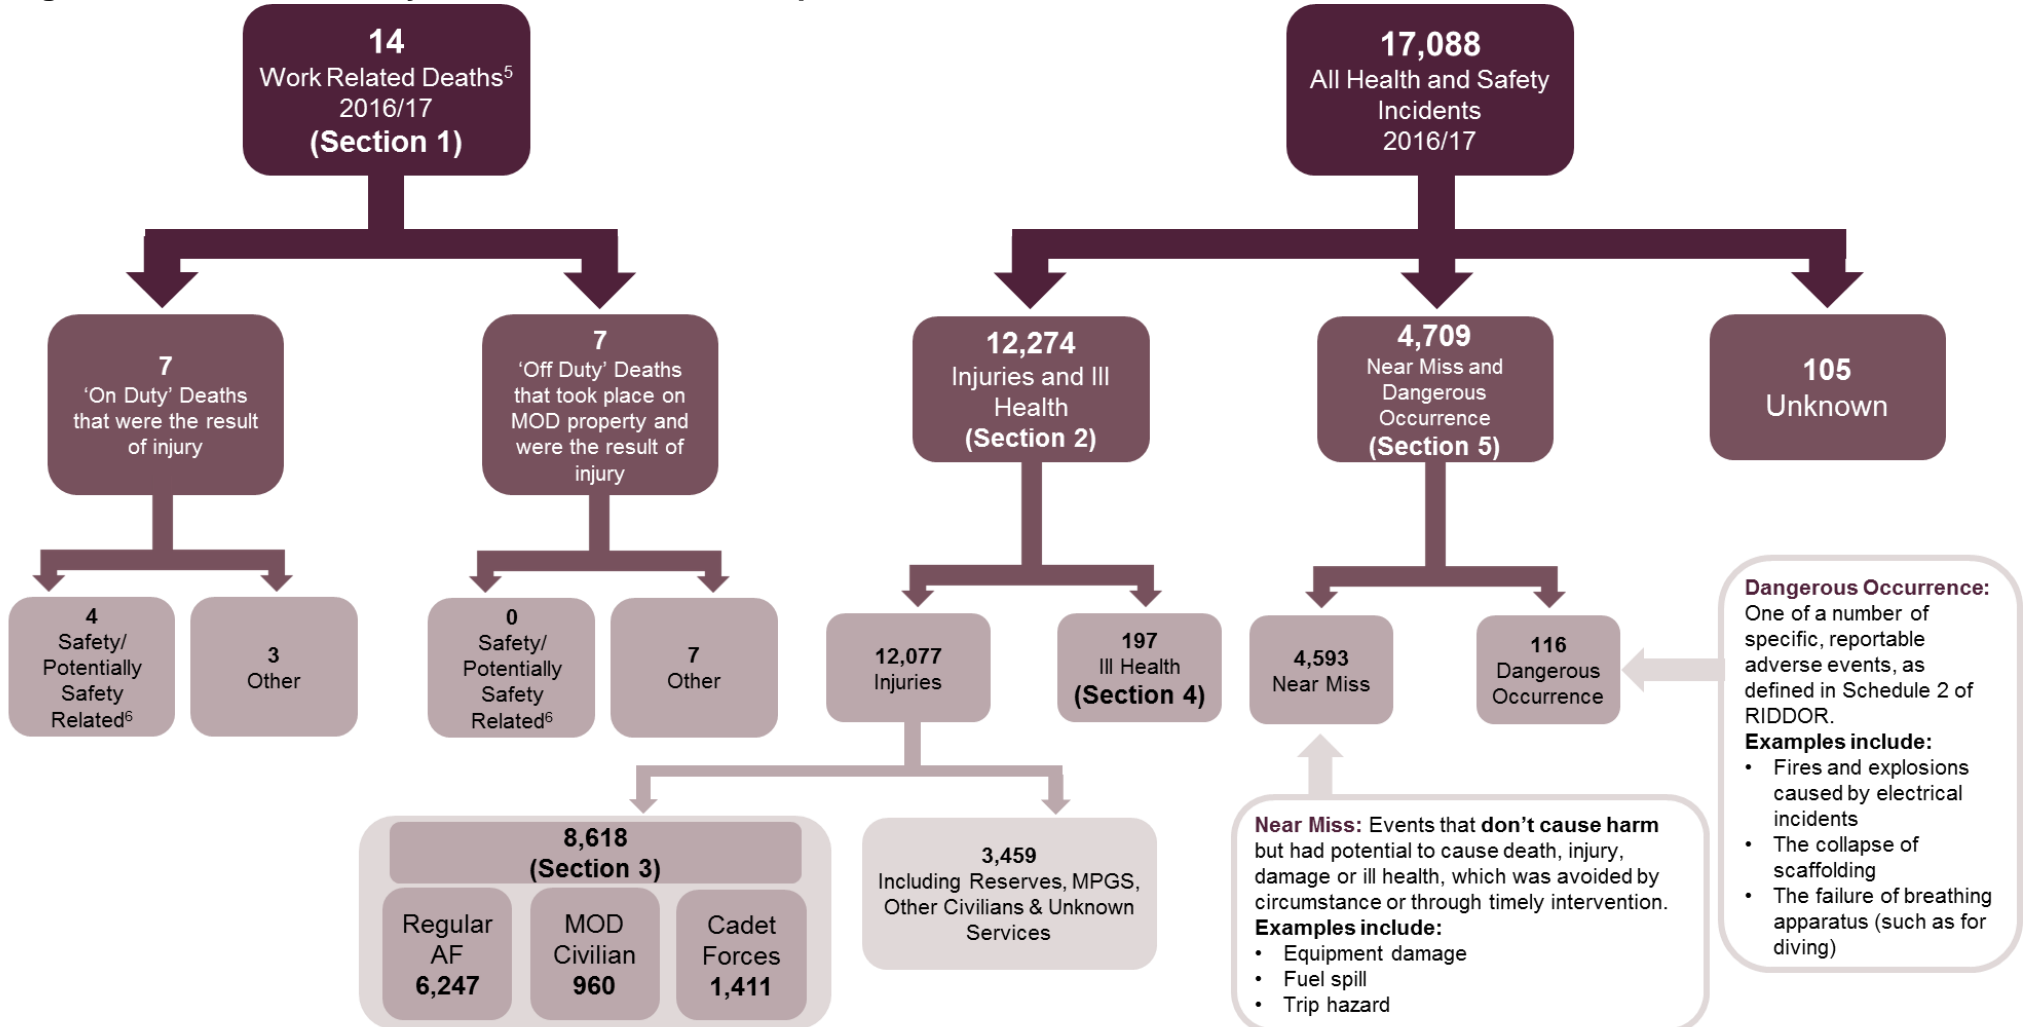 14
Work Related Deaths5
2016/17
(Section 1)
17,088
All Health and Safety
Incidents
2016/17
7
‘On Duty’ Deaths
that were the result
of injury
7
‘Off Duty’ Deaths
that took place on
MOD property and
were the result of
injury
12,274
Injuries and Ill
Health
(Section 2)
4,709
Near Miss and
Dangerous
Occurrence
(Section 5)
105
Unknown
4
Safety/
Potentially
Safety
Related6
3
Other
0
Safety/
Potentially
Safety
Related6
7
Other
12,077
Injuries
197
Ill Health
(Section 4)
4,593
Near Miss
116
Dangerous
Occurrence
Dangerous Occurrence:
One of a number of
specific, reportable
adverse events, as
defined in Schedule 2 of
RIDDOR.
Examples include:
• Fires and explosions
caused by electrical
incidents
• The collapse of
scaffolding
• The failure of breathing
apparatus (such as for
diving)
8,618
(Section 3)
Regular
AF
6,247
MOD
Civilian
960
Cadet
Forces
1,411
3,459
Including Reserves, MPGS,
Other Civilians & Unknown
Services
Near Miss: Events that don’t cause harm
but had potential to cause death, injury,
damage or ill health, which was avoided by
circumstance or through timely intervention.
Examples include:
• Equipment damage
• Fuel spill
• Trip hazard